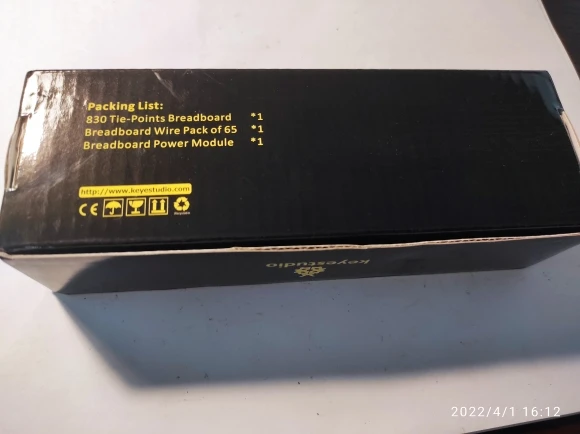 Packing List:
830 Tie-Points Breadboard *1
Breadboard Wire Pack of 65 *1
Breadboard Power Module *1
http://www.keyestudio.com
CE
keyestudio
2022/4/1 16:12